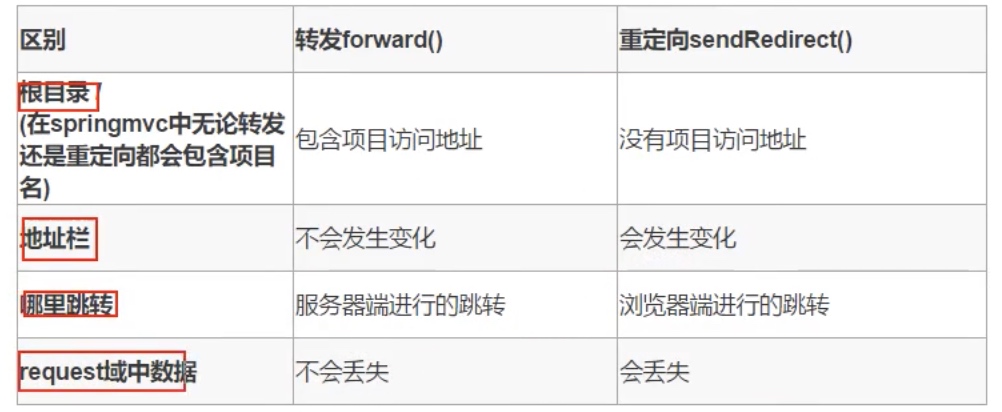 区别 转发forward() 重定向sendRedirect()
根目录 /
(在springmvc中无论转发
还是重定向都会包含项目
名)
包含项目访问地址 没有项目访问地址
地址栏 不会发生变化 会发生变化
哪里跳转 服务器端进行的跳转 浏览器端进行的跳转
request域中数据 不会丢失 会丢失